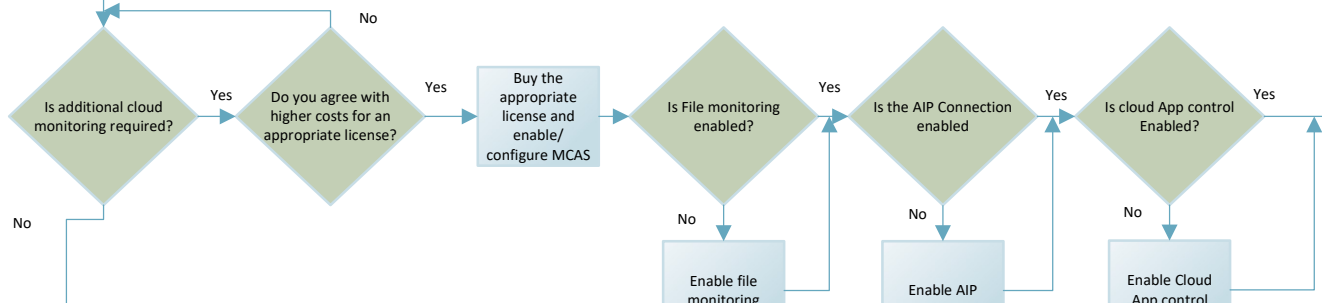 No
Is additional cloud
monitoring required?
Yes
No
Do you agree with
higher costs for an
appropriate license?
Yes
Buy the
appropriate
license and
enable/
configure MCAS
Is File monitoring
enabled?
Yes
No
Enable file
monitoring
Is the AIP Connection
enabled
Yes
No
Enable AIP
Is cloud App control
Enabled?
Yes
No
Enable Cloud
App control